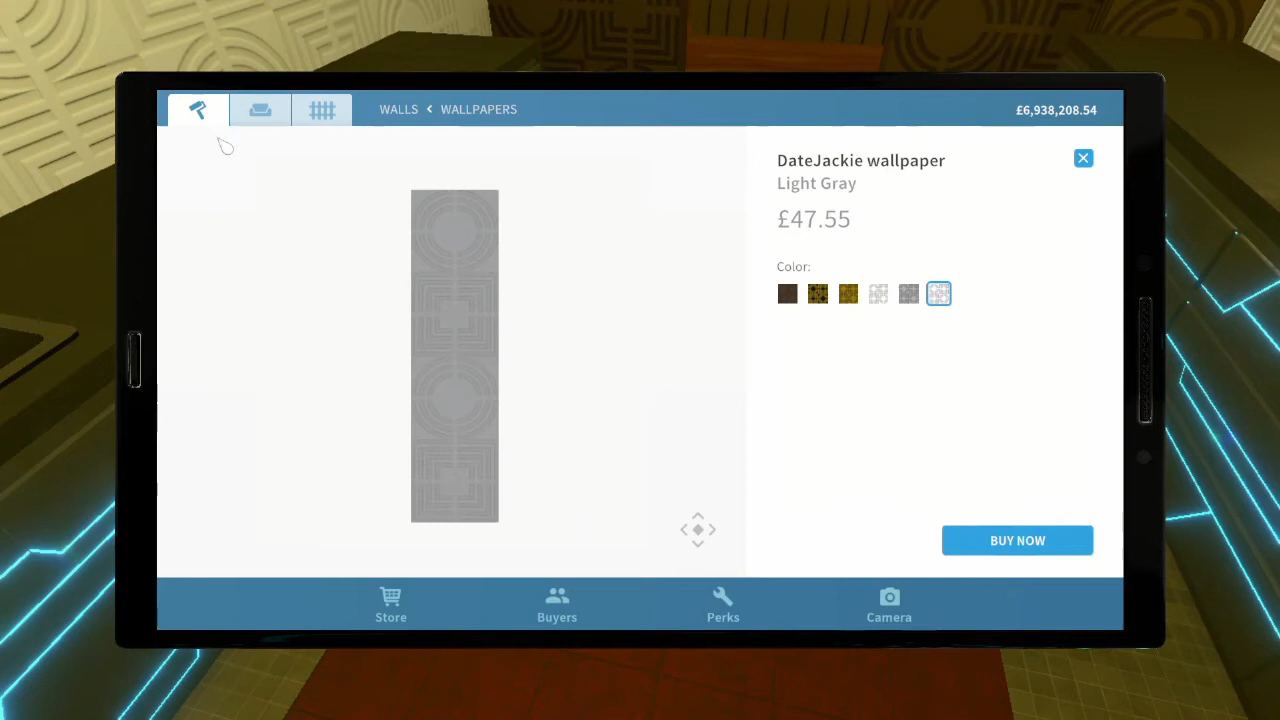 WALLS < WALLPAPERS
£6,938,208.54
DateJackie wallpaper
Light Gray
£47.55
Color:
BUY NOW
Store
Buyers
Perks
Camera